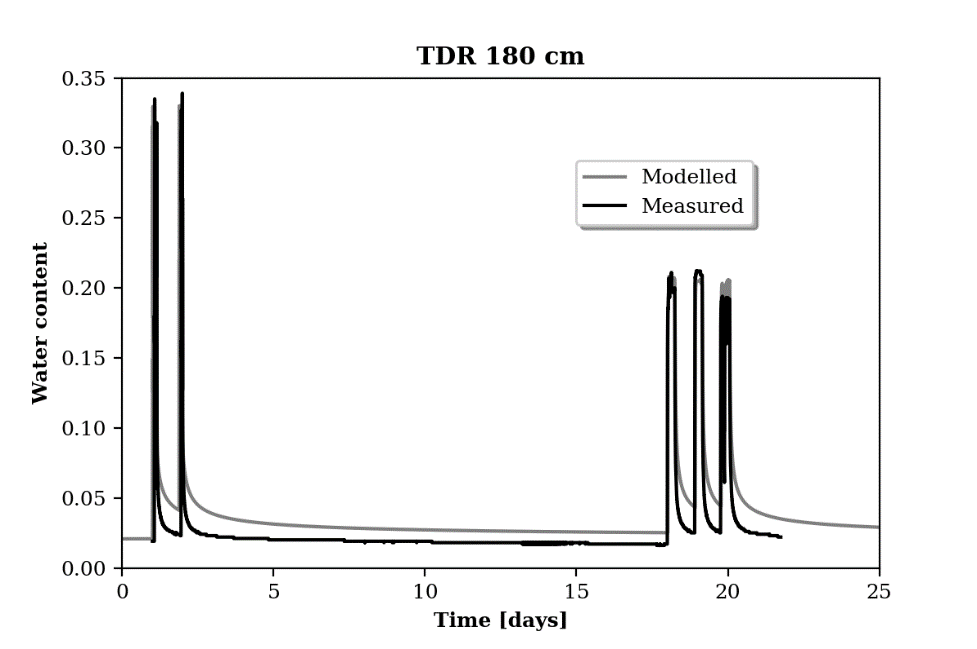 TDR 180 cm
0.35
0.30
0.25
0.20
0.15
0.10
0.05
0.00
Water content
Modelled
Measured
0 5 10 15 20 25
Time [days]